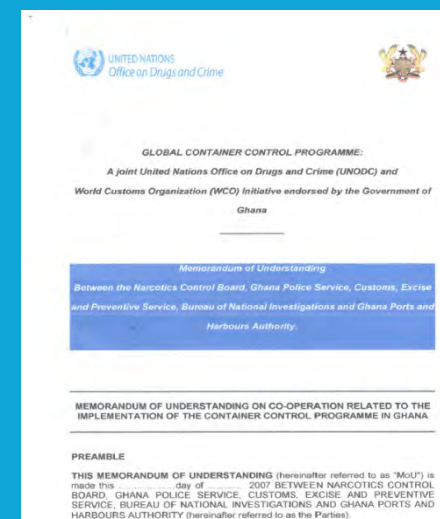 UNITED NATIONS
Office on Drugs and Crime
GLOBAL CONTAINER CONTROL PROGRAMME:
A joint United Nations Office on Drugs and Crime (UNODC) and
World Customs Organization (WCO) Initiative endorsed by the Government of
Ghana
Memorandum of Understanding
Between the Narcotics Control Board, Ghana Police Service, Customs, Excise
and Preventive Service, Bureau of National Investigations and Ghana Ports and
Harbours Authority.
MEMORANDUM OF UNDERSTANDING ON CO-OPERATION RELATED TO THE
IMPLEMENTATION OF THE CONTAINER CONTROL PROGRAMME IN GHANA
PREAMBLE
THIS MEMORANDUM OF UNDERSTANDING (hereinafter referred to as "MoU") is
made this ................ day of ............ 2007 BETWEEN NARCOTICS CONTROL
BOARD, GHANA POLICE SERVICE, CUSTOMS, EXCISE AND PREVENTIVE
SERVICE, BUREAU OF NATIONAL INVESTIGATIONS AND GHANA PORTS AND
HARBOURS AUTHORITY (hereinafter referred to as the Parties).